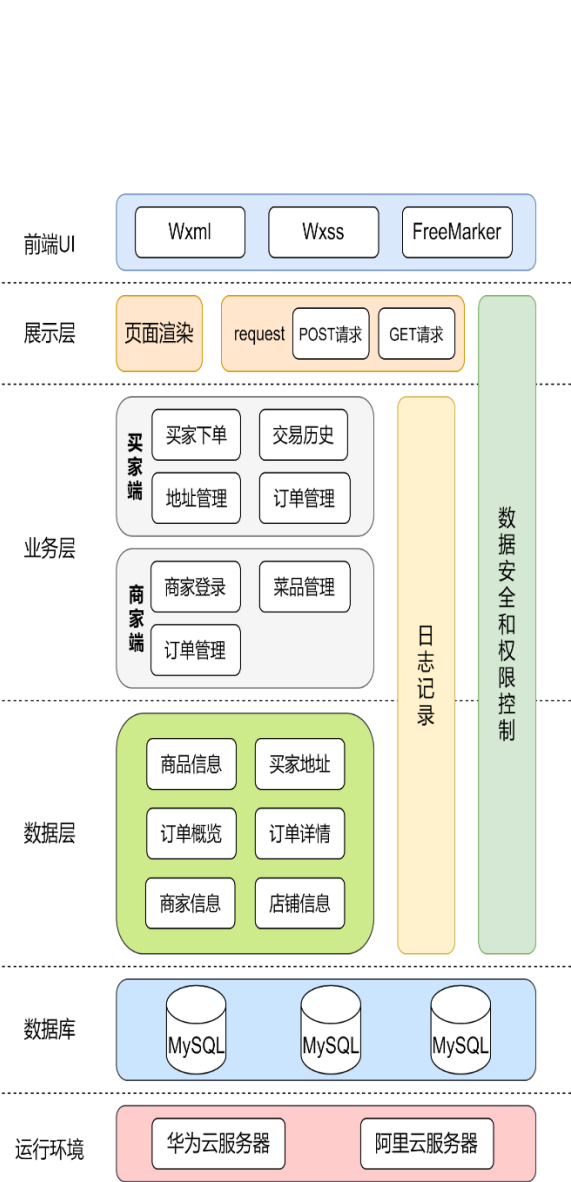 前端UI
Wxml
Wxss
FreeMarker
展示层
页面渲染
request
POST请求
GET请求
业务层
买家端
买家下单
交易历史
地址管理
订单管理
商家端
商家登录
菜品管理
订单管理
日志记录
数据安全和权限控制
数据层
商品信息
买家地址
订单概览
订单详情
商家信息
店铺信息
数据库
MySQL
MySQL
MySQL
运行环境
华为云服务器
阿里云服务器